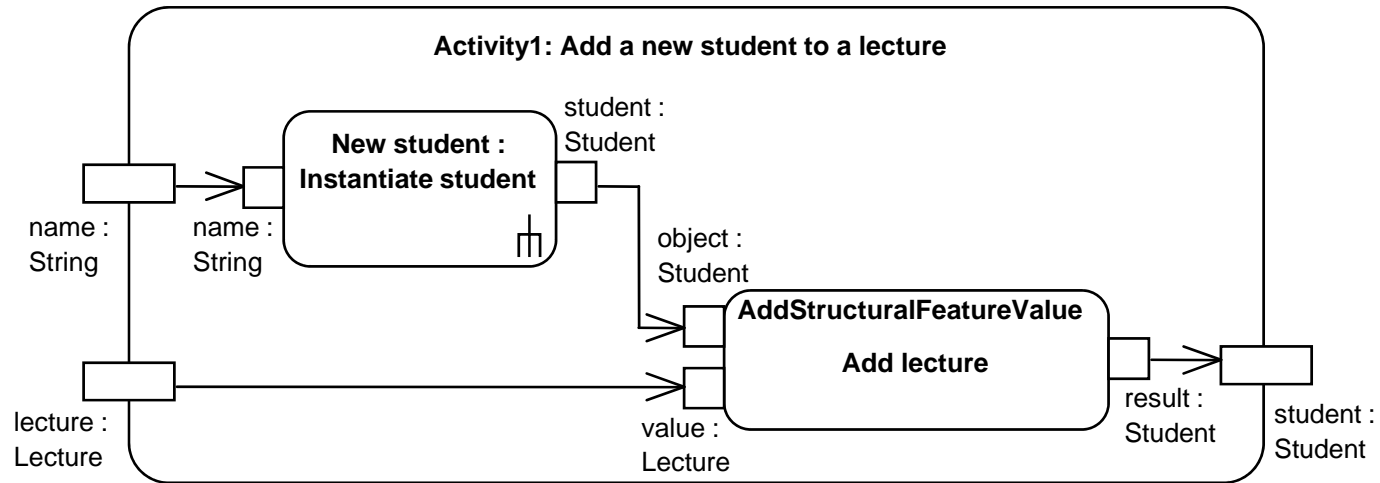 Activity1: Add a new student to a lecture
student :
Student
New student :
Instantiate student
name :
String
name :
String
object :
Student
AddStructuralFeatureValue
Add lecture
lecture :
Lecture
value :
Lecture
result :
Student
student :
Student